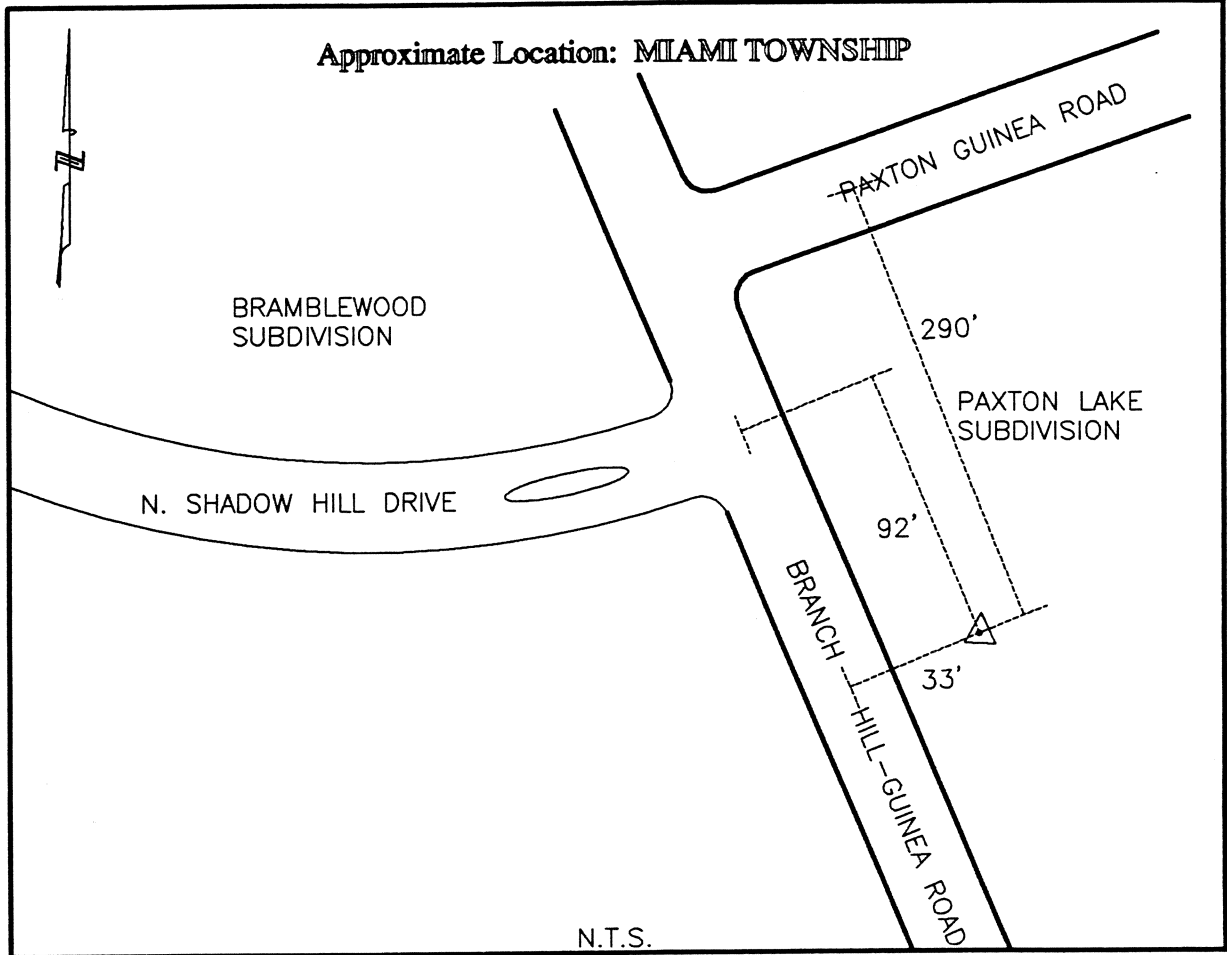 Approximate Location: MIAMI TOWNSHIP
N
PAXTON GUINEA ROAD
BRAMBLEWOOD
SUBDIVISION
290'
PAXTON LAKE
SUBDIVISION
N. SHADOW HILL DRIVE
92'
33'
BRANCH HILL-GUINEA ROAD
N.T.S.